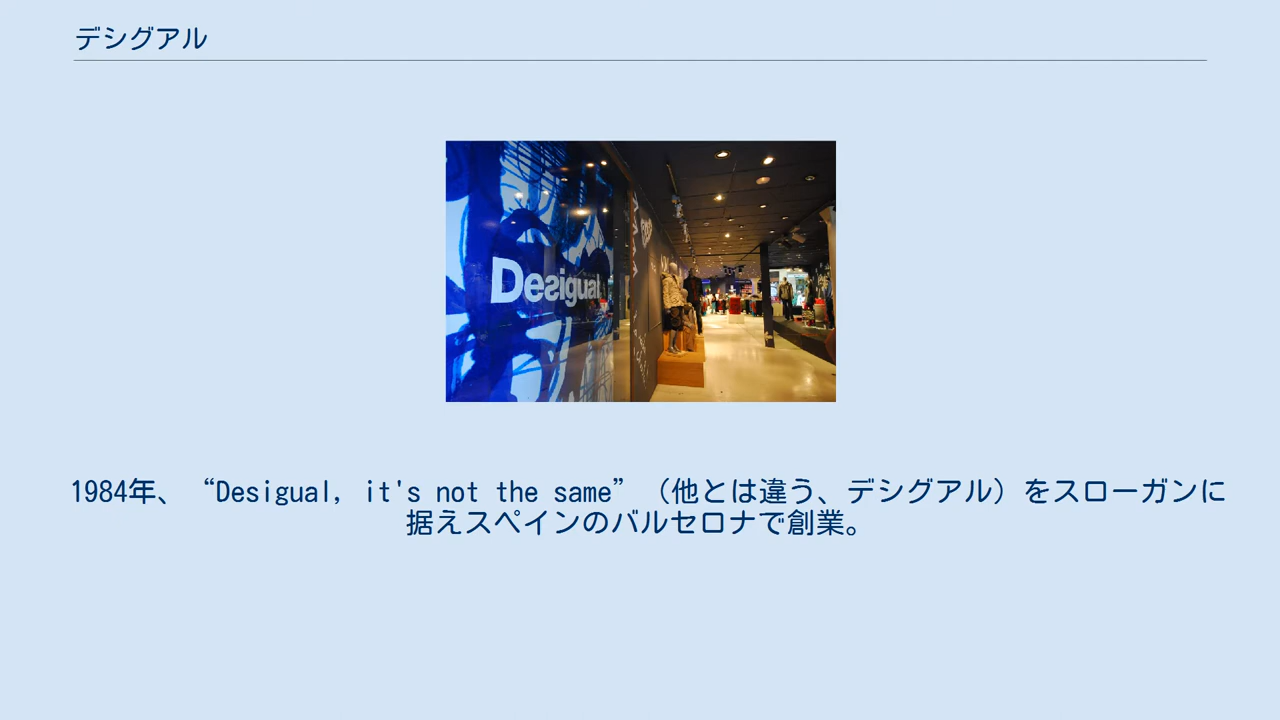 デシグアル
Desigual
1984年、 “Desigual, it's not the same” （他とは違う、デシグアル）をスローガンに
据えスペインのバルセロナで創業。